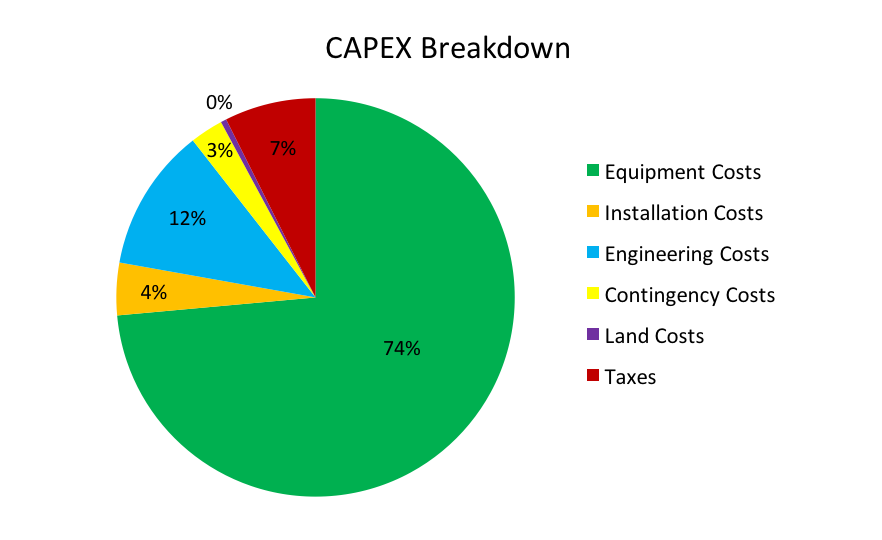 CAPEX Breakdown
0%
3%
7%
12%
4%
74%
Equipment Costs
Installation Costs
Engineering Costs
Contingency Costs
Land Costs
Taxes